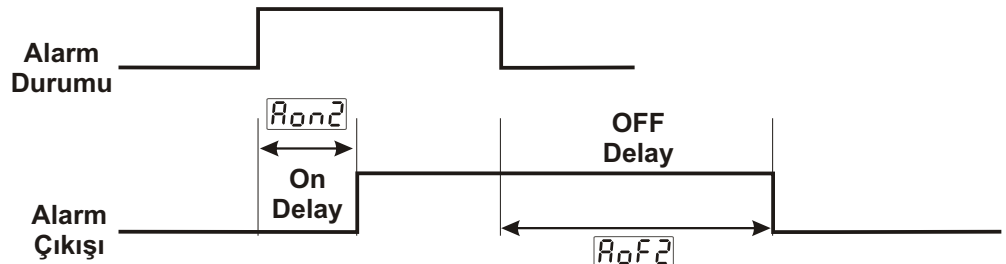 Alarm
Durumu
Aon2
OFF
Delay
On
Delay
Alarm
Çıkışı
AoF2